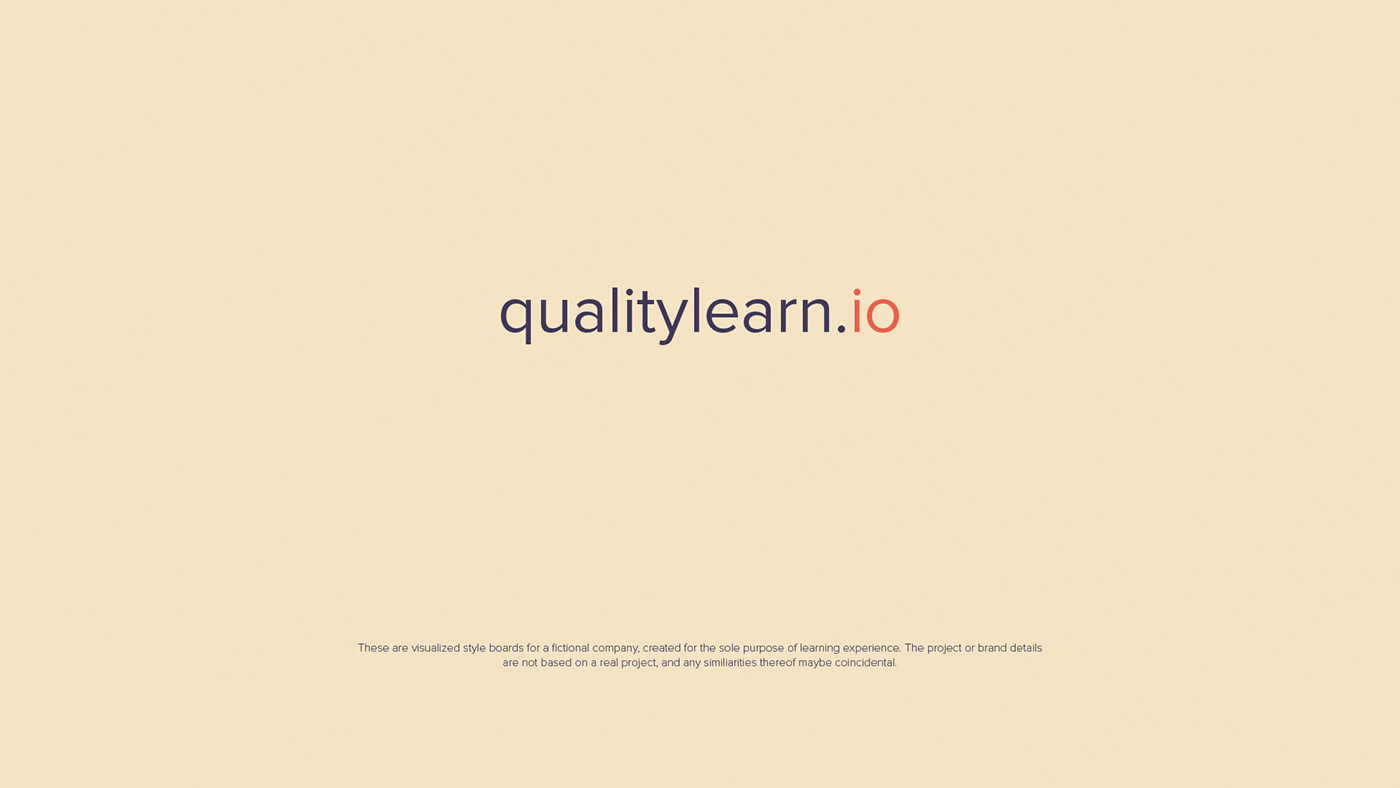 qualitylearn.io
These are visualized style boards for a fictional company, created for the sole purpose of learning experience. The project or brand details
are not based on a real project, and any similiarities thereof maybe coincidental.